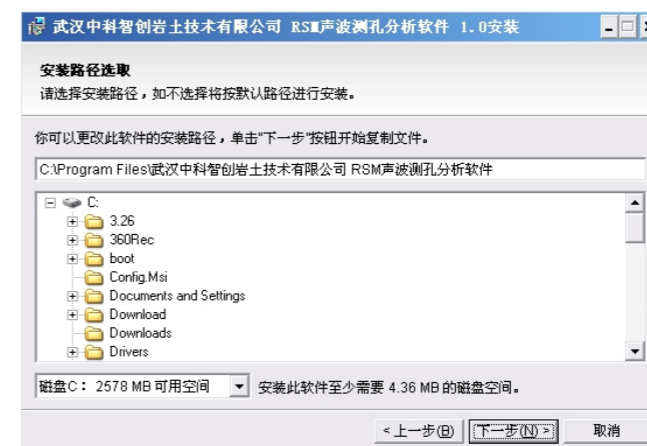 武汉中科智创岩土技术有限公司 RSM声波测孔分析软件 1.0安装
安装路径选取
请选择安装路径，如不选择将按默认路径进行安装。
你可以更改此软件的安装路径，单击"下一步"按钮开始复制文件。
C:\Program Files\武汉中科智创岩土技术有限公司 RSM声波测孔分析软件
C:
3.26
360Rec
boot
Config.Msi
Documents and Settings
Download
Downloads
Drivers
磁盘C： 2578 MB 可用空间 安装此软件至少需要 4.36 MB 的磁盘空间。
<上一步(B) 下一步(N)> 取消